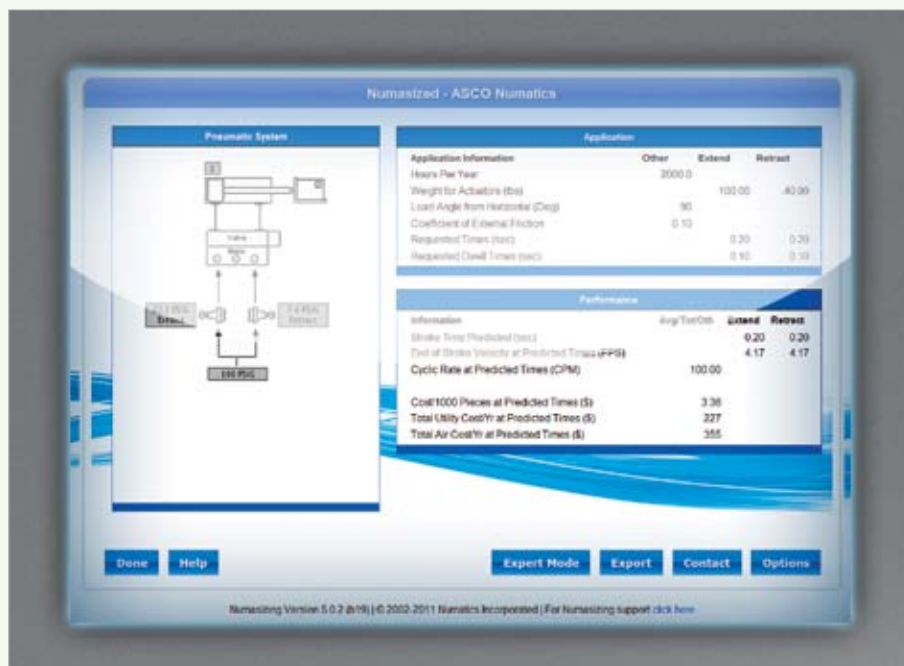 Numasized - ASCO Numatics
Pneumatic System
Valve
100 PSIG
Application
Application Information Other Extend Retract
Hours Per Year 2000.0
Weight for Actuators (lbs) 100.00 40.00
Load Angle from Horizontal (Deg) 90
Coefficient of External Friction 0.10
Requested Times (sec) 0.20 0.20
Requested Dwell Times (sec) 0.10 0.10
Performance
Information Avg/Tot/Oth Extend Retract
Stroke Time Predicted (sec) 0.20 0.20
End of Stroke Velocity at Predicted Times (FPS) 4.17 4.17
Cyclic Rate at Predicted Times (CPM) 100.00
Cost/1000 Pieces at Predicted Times ($)
Total Utility Cost/Yr at Predicted Times ($) 227
Total Air Cost/Yr at Predicted Times ($) 355
Done Help Expert Mode Export Contact Options
Numasizing Version 5.0.2 (b19) | © 2002-2011 Numatics Incorporated | For Numasizing support click here